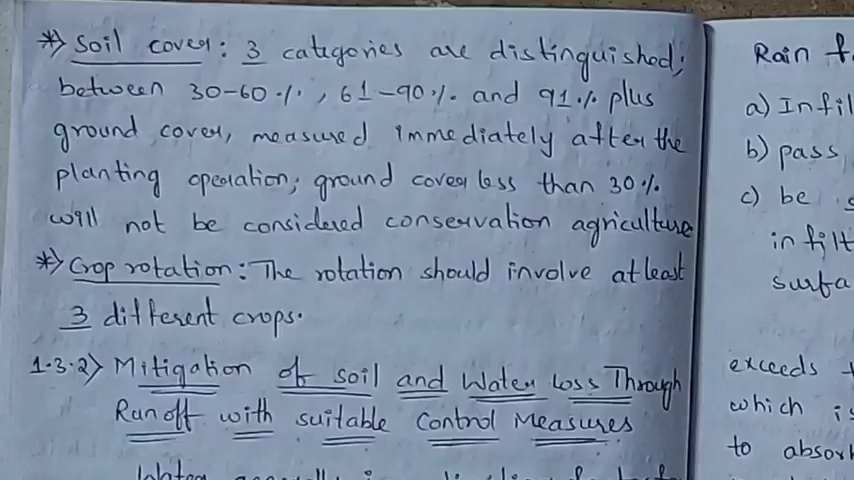 *> Soil cover: 3 categories are distinguished;
between 30-60%, 61-90% and 91% plus
ground cover, measured immediately after the
planting operation; ground cover less than 30%
will not be considered conservation agriculture
*> Crop rotation: The rotation should involve atleast
3 different crops.
1.3.2> Mitigation of soil and Water Loss Through
Runoff with suitable Control Measures
Rain
a) Infil
b) pass
c) be
infilt
surfa
exceeds
which is
to absorb